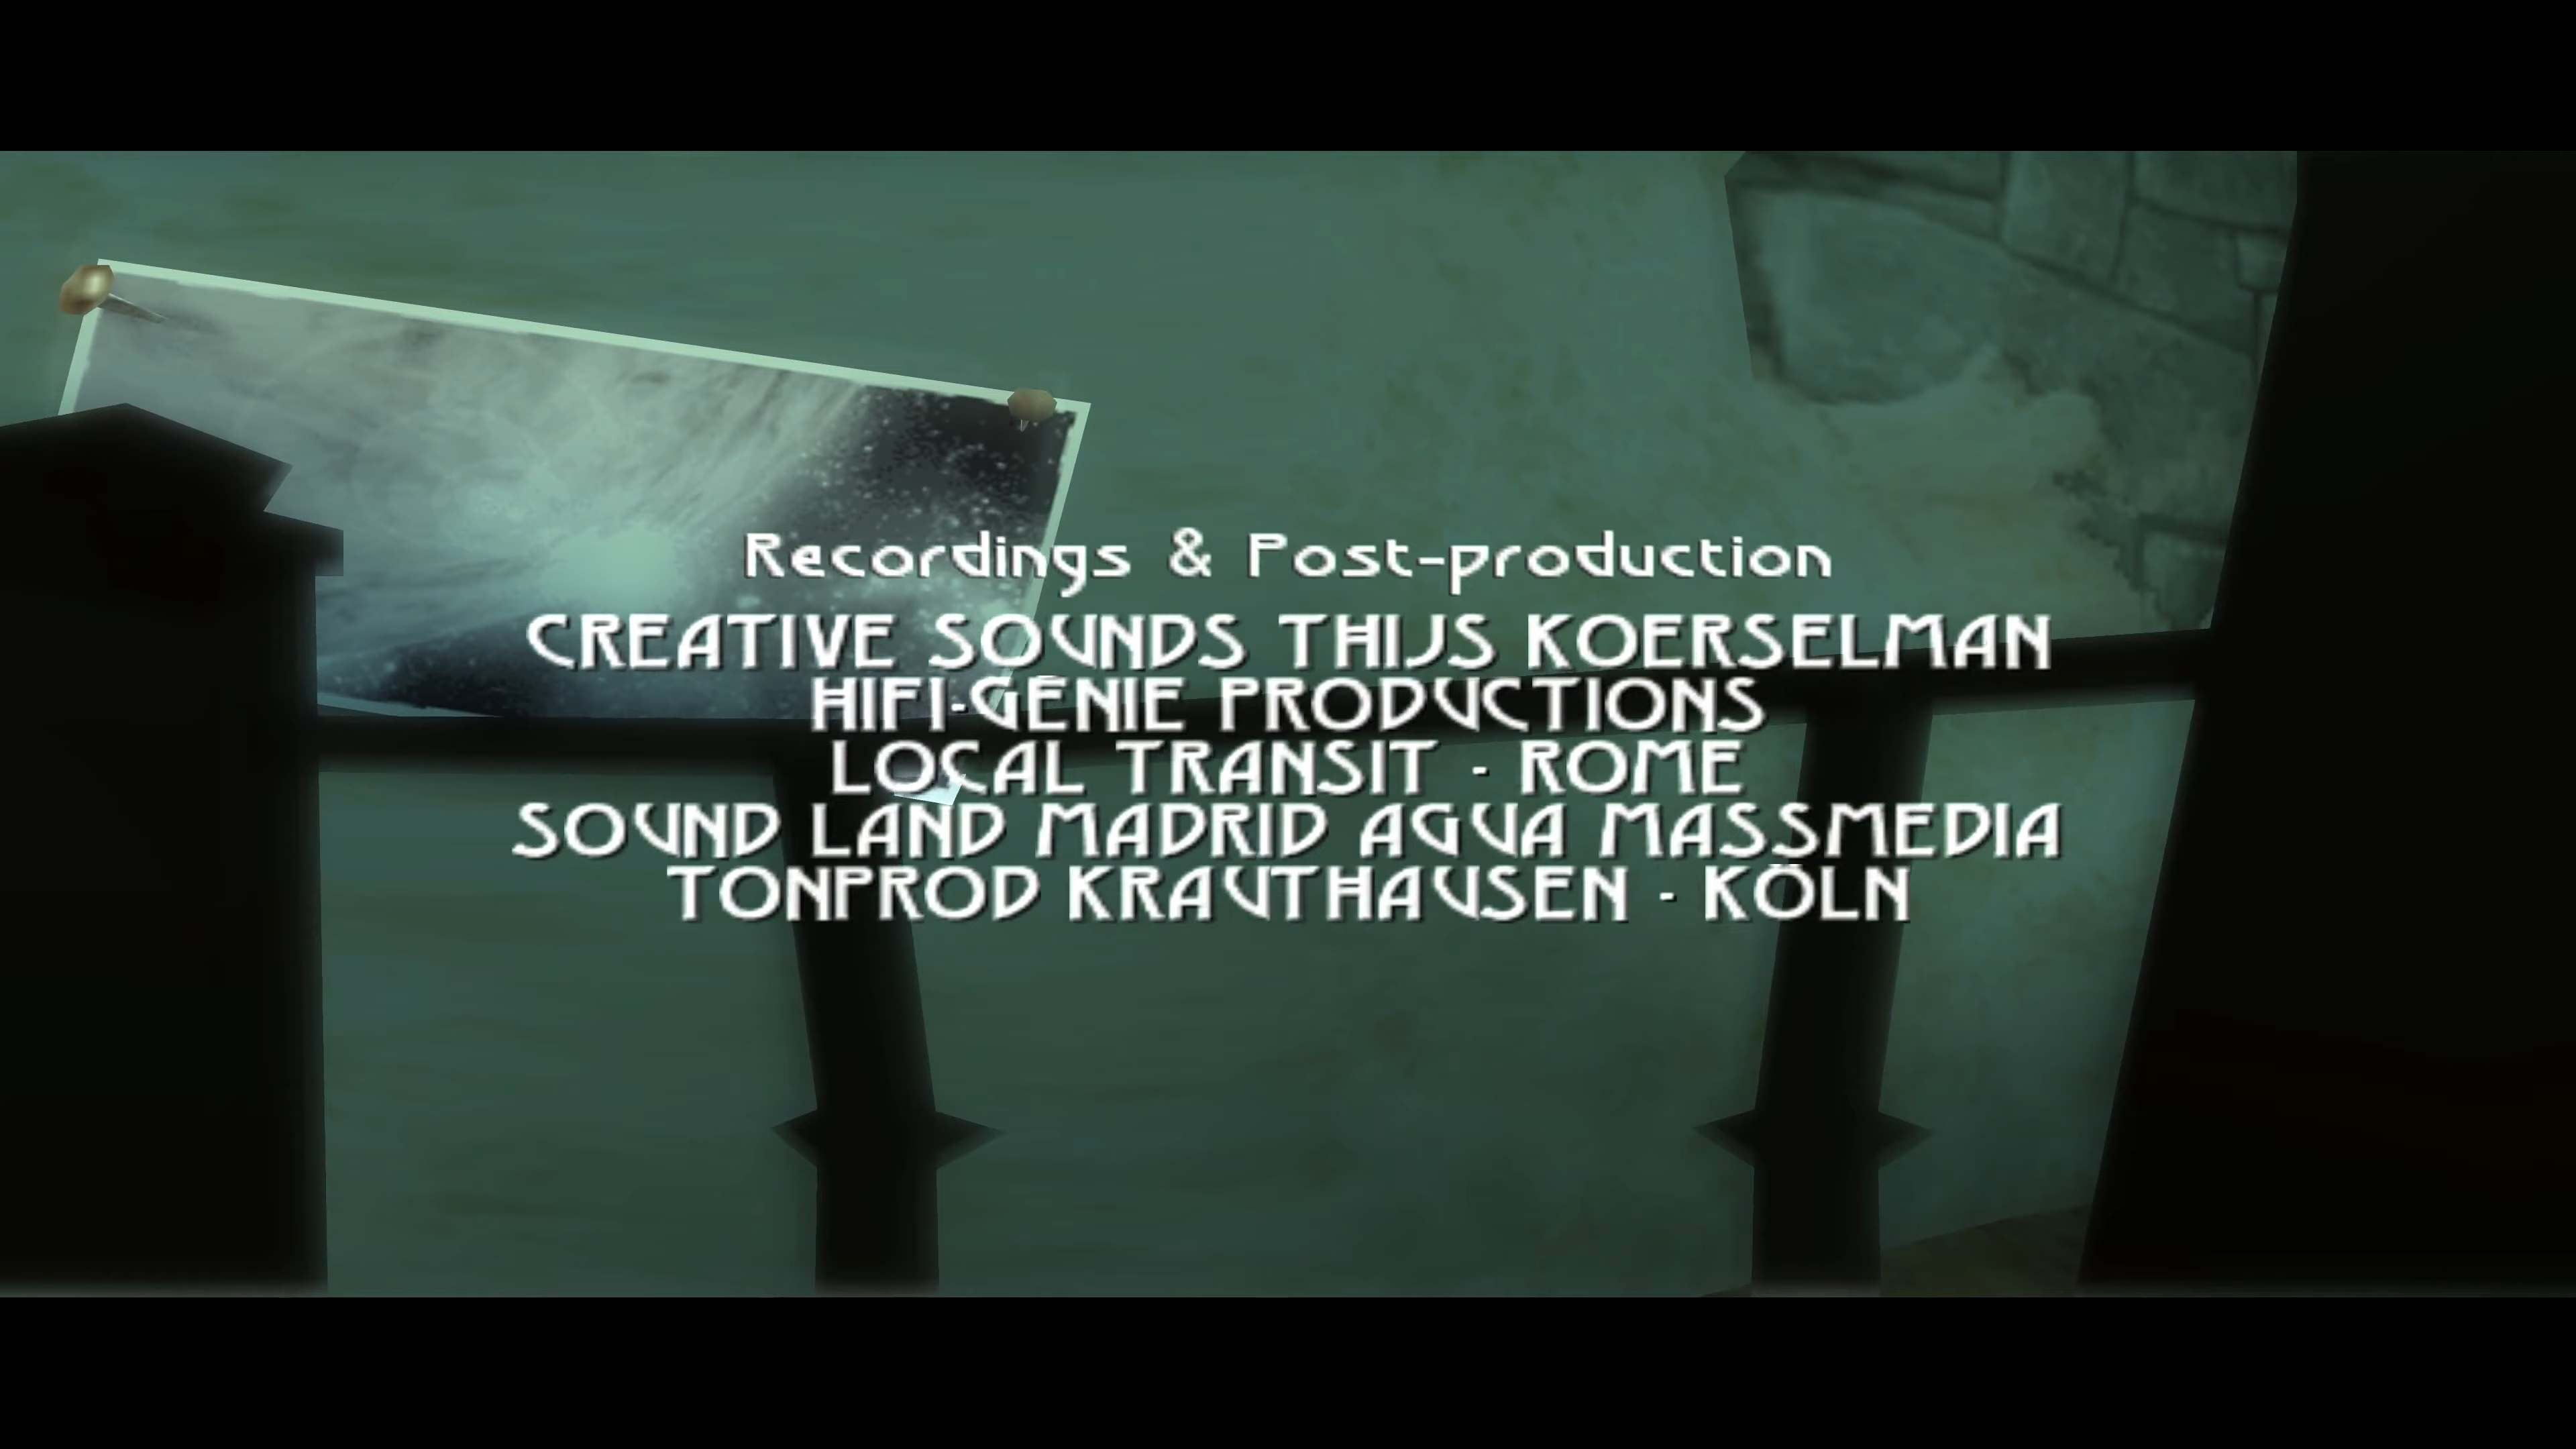 Recordings & Post-production
CREATIVE SOUNDS THIJS KOERSELMAN
HIFI-GENIE PRODUCTIONS
LOCAL TRANSIT - ROME
SOUND LAND MADRID AGUA MASSMEDIA
TONPROD KRAUTHAUSEN - KÖLN